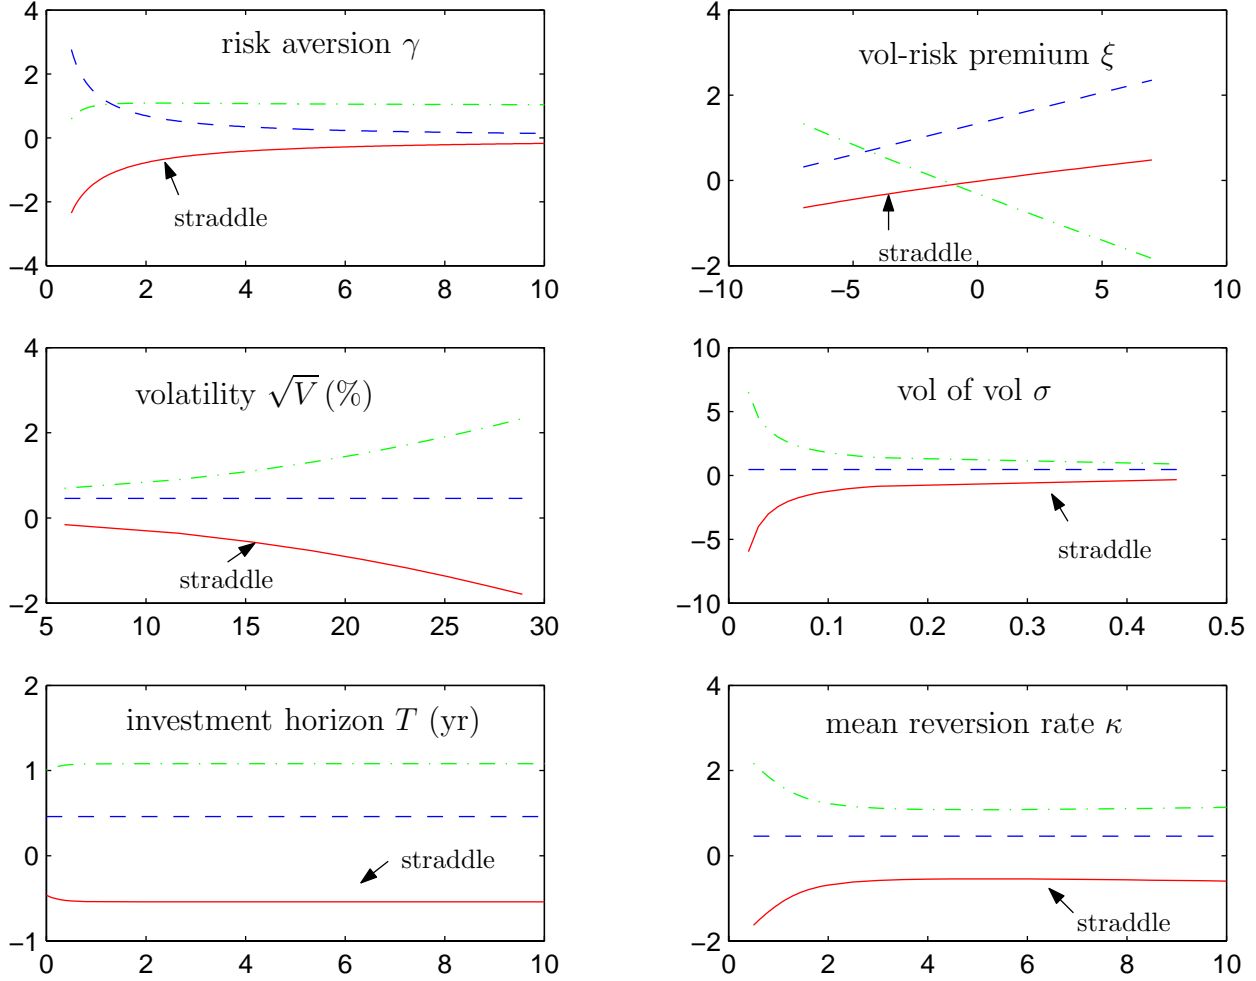 4
2
0
−2
−4
0 2 4 6 8 10
risk aversion γ
straddle
4
2
0
−2
−10 −5 0 5 10
vol-risk premium ξ
straddle
4
2
0
−2
5 10 15 20 25 30
volatility √V (%)
straddle
10
5
0
−5
−10
0 0.1 0.2 0.3 0.4 0.5
vol of vol σ
straddle
2
1
0
−1
0 2 4 6 8 10
investment horizon T (yr)
straddle
4
2
0
−2
0 2 4 6 8 10
mean reversion rate κ
straddle